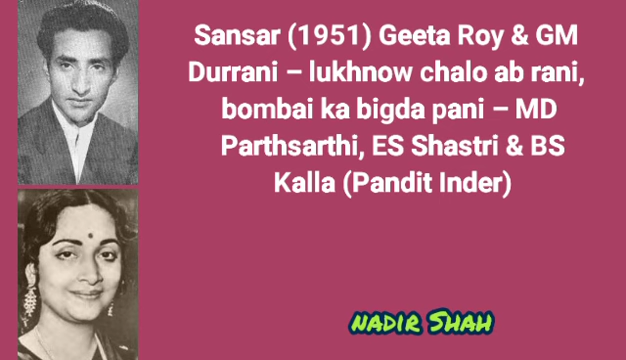 Sansar (1951) Geeta Roy & GM
Durrani – lukhnow chalo ab rani,
bombai ka bigda pani – MD
Parthsarthi, ES Shastri & BS
Kalla (Pandit Inder)
NADIR SHAH